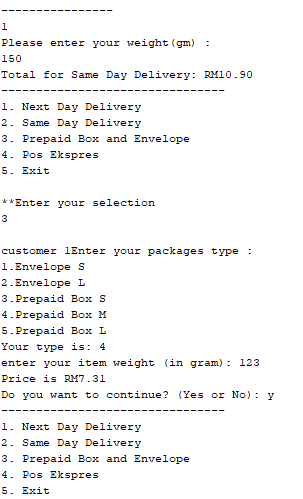 ----------------
1
Please enter your weight(gm) :
150
Total for Same Day Delivery: RM10.90
--------------------------------
1. Next Day Delivery
2. Same Day Delivery
3. Prepaid Box and Envelope
4. Pos Ekspres
5. Exit
**Enter your selection
3
customer 1Enter your packages type :
1.Envelope S
2.Envelope L
3.Prepaid Box S
4.Prepaid Box M
5.Prepaid Box L
Your type is: 4
enter your item weight (in gram): 123
Price is RM7.31
Do you want to continue? (Yes or No): y
--------------------------------
1. Next Day Delivery
2. Same Day Delivery
3. Prepaid Box and Envelope
4. Pos Ekspres
5. Exit